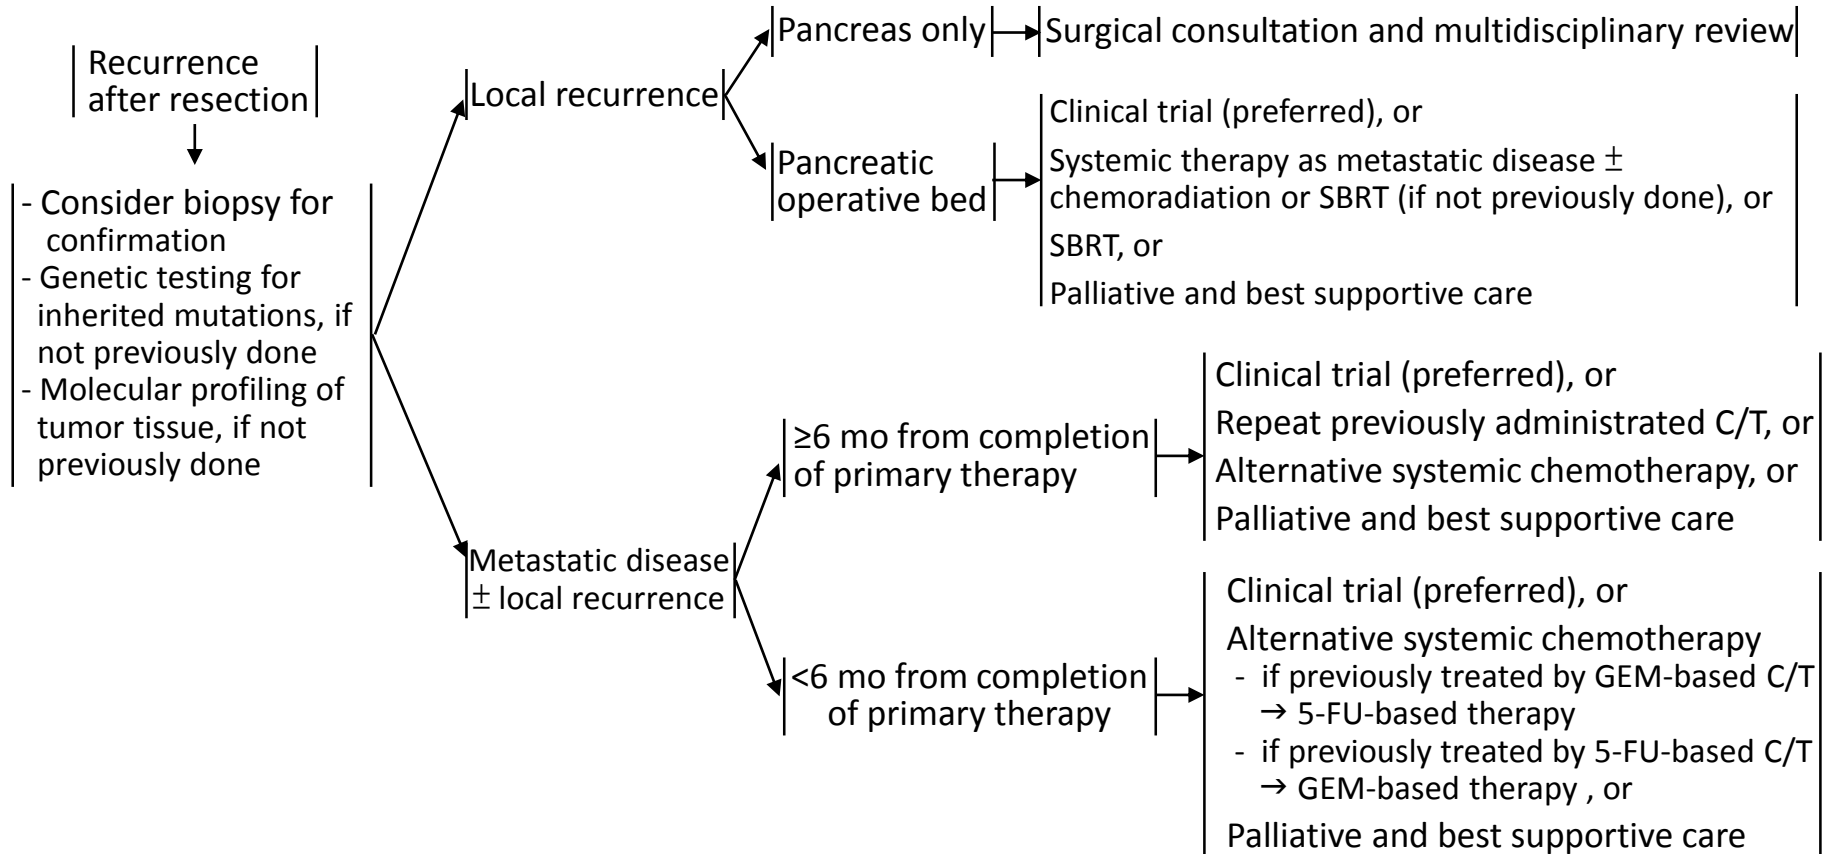 Recurrence
after resection
- Consider biopsy for
confirmation
- Genetic testing for
inherited mutations, if
not previously done
- Molecular profiling of
tumor tissue, if not
previously done
Local recurrence
Pancreas only
Surgical consultation and multidisciplinary review
Pancreatic
operative bed
Clinical trial (preferred), or
Systemic therapy as metastatic disease ±
chemoradiation or SBRT (if not previously done), or
SBRT, or
Palliative and best supportive care
Metastatic disease
± local recurrence
≥6 mo from completion
of primary therapy
Clinical trial (preferred), or
Repeat previously administrated C/T, or
Alternative systemic chemotherapy, or
Palliative and best supportive care
<6 mo from completion
of primary therapy
Clinical trial (preferred), or
Alternative systemic chemotherapy
- if previously treated by GEM-based C/T
→ 5-FU-based therapy
- if previously treated by 5-FU-based C/T
→ GEM-based therapy , or
Palliative and best supportive care